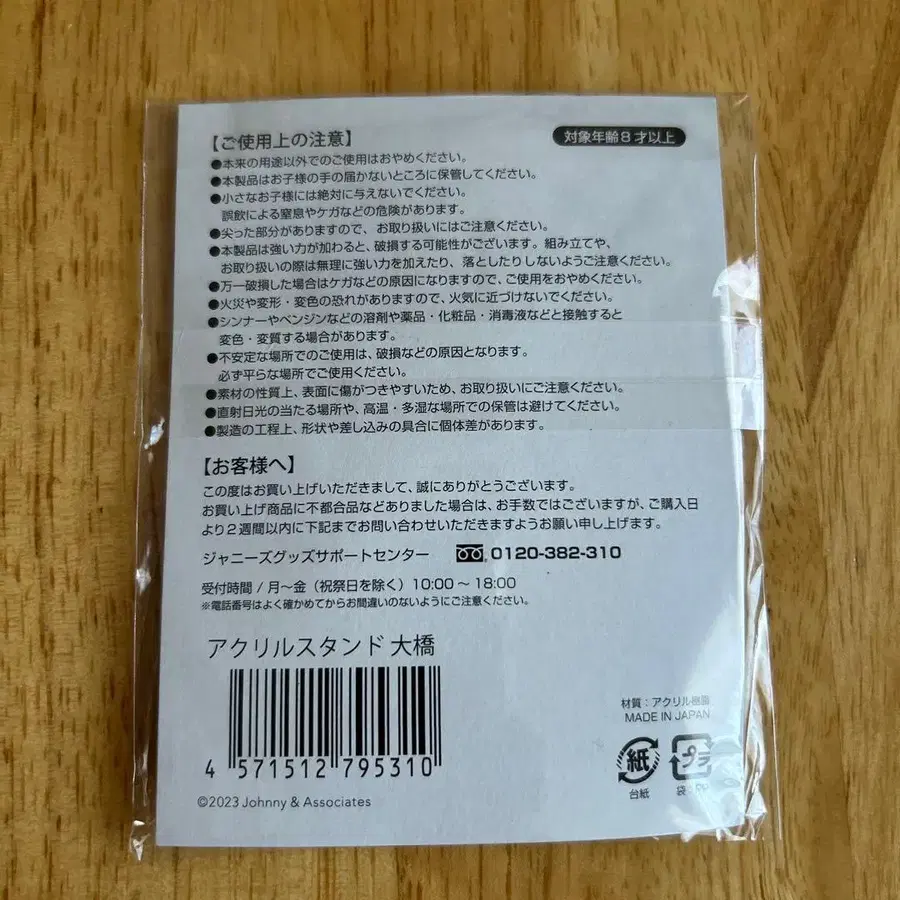 【ご使用上の注意】
対象年齢8才以上
●本来の用途以外でのご使用はおやめください。
●本製品はお子様の手の届かないところに保管してください。
●小さなお子様には絶対に与えないでください。
誤飲による窒息やケガなどの危険があります。
●尖った部分がありますので、お取り扱いにはご注意ください。
●本製品は強い力が加わると、破損する可能性がございます。組み立てや、
お取り扱いの際は無理に強い力を加えたり、落としたりしないようご注意ください。
●万一破損した場合はケガなどの原因になりますので、ご使用をおやめください。
●火災や変形・変色の恐れがありますので、火気に近づけないでください。
●シンナーやベンジンなどの溶剤や薬品・化粧品・消毒液などと接触すると
変色・変質する場合があります。
●不安定な場所でのご使用は、破損などの原因となります。
必ず平らな場所でご使用ください。
●素材の性質上、表面に傷がつきやすいため、お取り扱いにご注意ください。
●直射日光の当たる場所や、高温・多湿な場所での保管は避けてください。
●製造の工程上、形状や差し込みの具合に個体差があります。
【お客様へ】
この度はお買い上げいただきまして、誠にありがとうございます。
お買い上げ商品に不都合品などありました場合は、お手数ではございますが、ご購入日
より2週間以内に下記までお問い合わせいただきますようお願い申し上げます。
ジャニーズグッズサポートセンター 0120-382-310
受付時間/月〜金(祝祭日を除く)10:00〜18:00
※電話番号はよく確かめてからお間違いのないようにご注意ください。
アクリルスタンド 大橋
4 571512 795310
©2023 Johnny & Associates
材質:アクリル樹脂
MADE IN JAPAN
紙 プラ
台紙 袋:PP